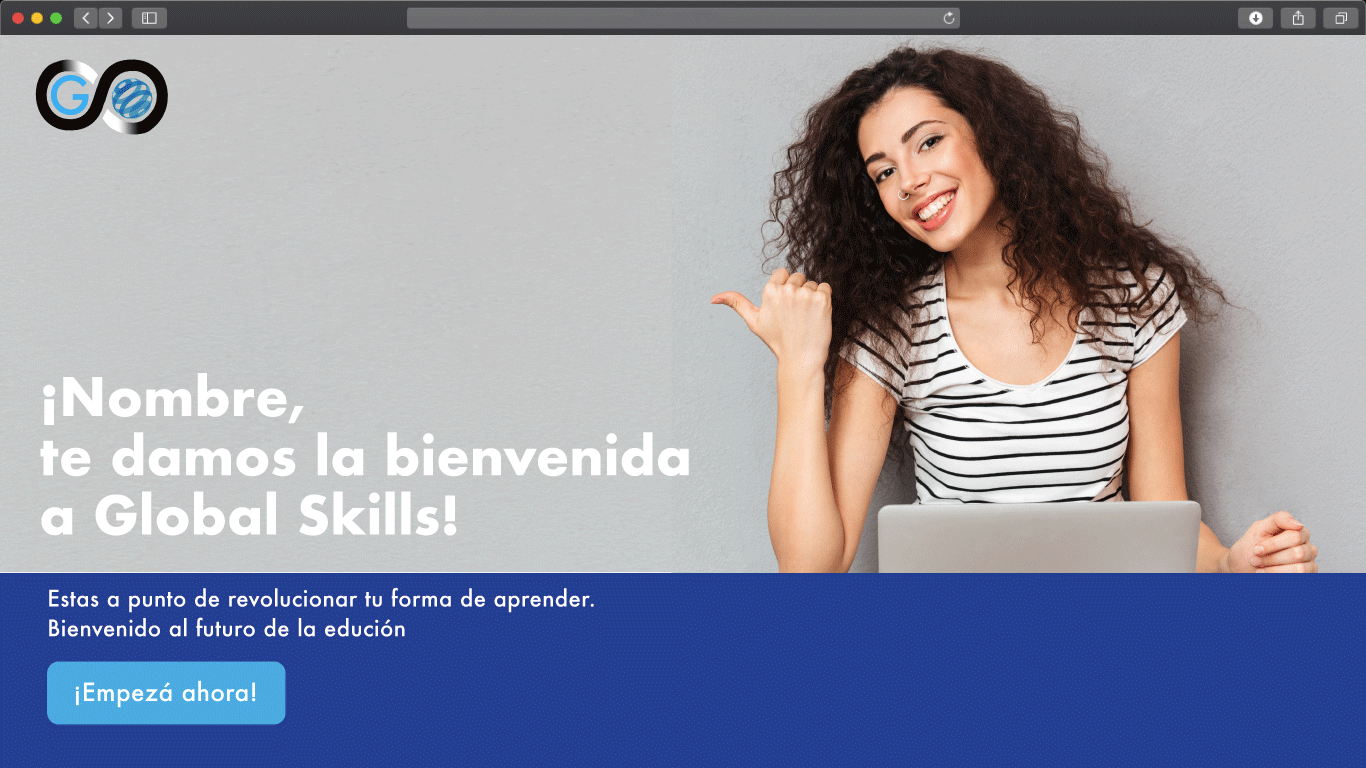 G
¡Nombre,
te damos la bienvenida
a Global Skills!
Estas a punto de revolucionar tu forma de aprender.
Bienvenido al futuro de la edución
¡Empezá ahora!